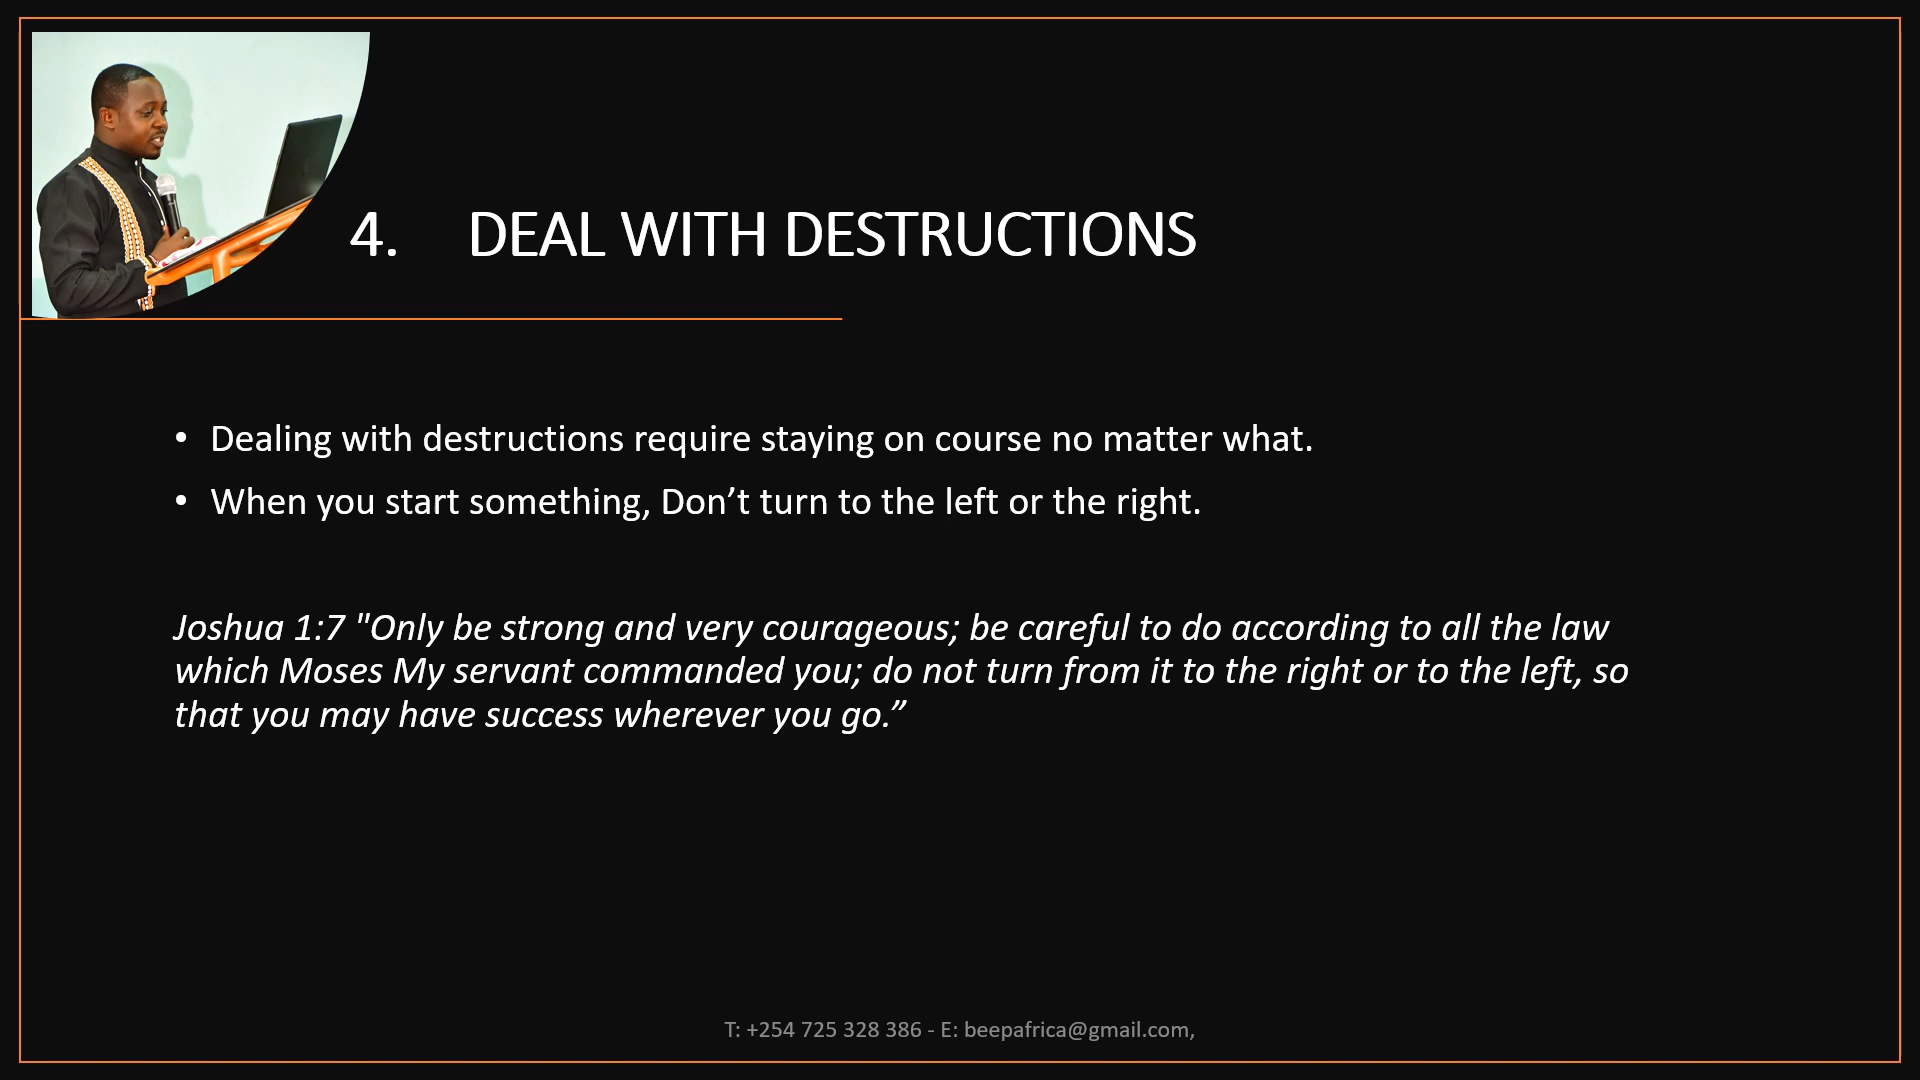 4. DEAL WITH DESTRUCTIONS
• Dealing with destructions require staying on course no matter what.
• When you start something, Don’t turn to the left or the right.
Joshua 1:7 "Only be strong and very courageous; be careful to do according to all the law
which Moses My servant commanded you; do not turn from it to the right or to the left, so
that you may have success wherever you go.”
T: +254 725 328 386 - E: beepafrica@gmail.com,